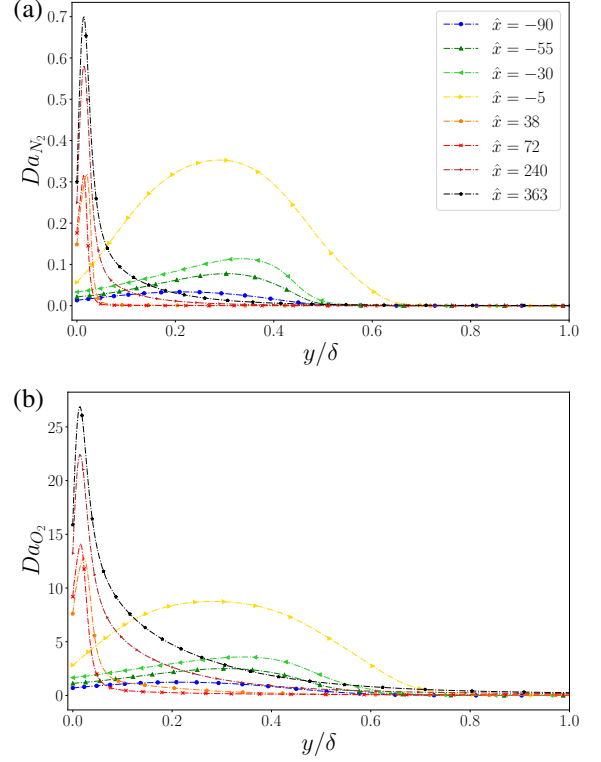 (a)
0.7
0.6
0.5
0.4
0.3
0.2
0.1
0.0
Da_{N_2}
0.0 0.2 0.4 0.6 0.8 1.0
y/δ
x̂ = −90
x̂ = −55
x̂ = −30
x̂ = −5
x̂ = 38
x̂ = 72
x̂ = 240
x̂ = 363
(b)
25
20
15
10
5
0
Da_{O_2}
0.0 0.2 0.4 0.6 0.8 1.0
y/δ